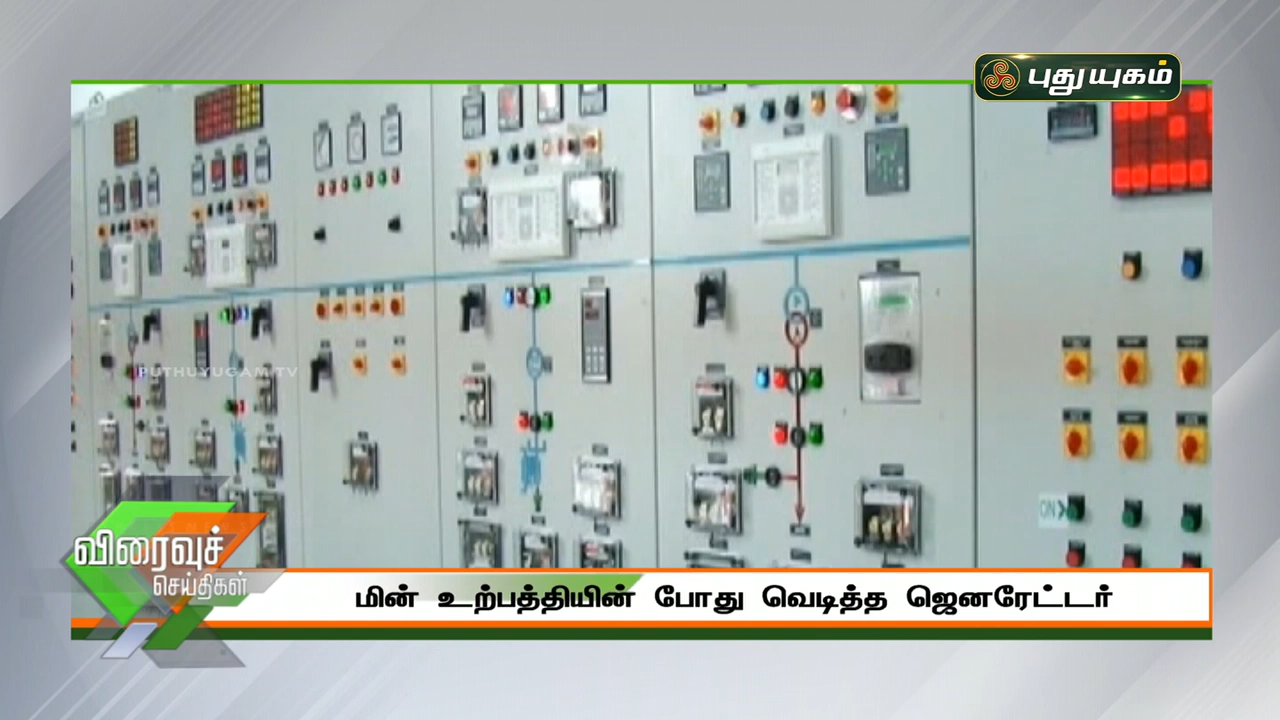 புதுயுகம்
PUTHUYUGAM TV
ON
விரைவுச்
செய்திகள்
மின் உற்பத்தியின் போது வெடித்த ஜெனரேட்டர்